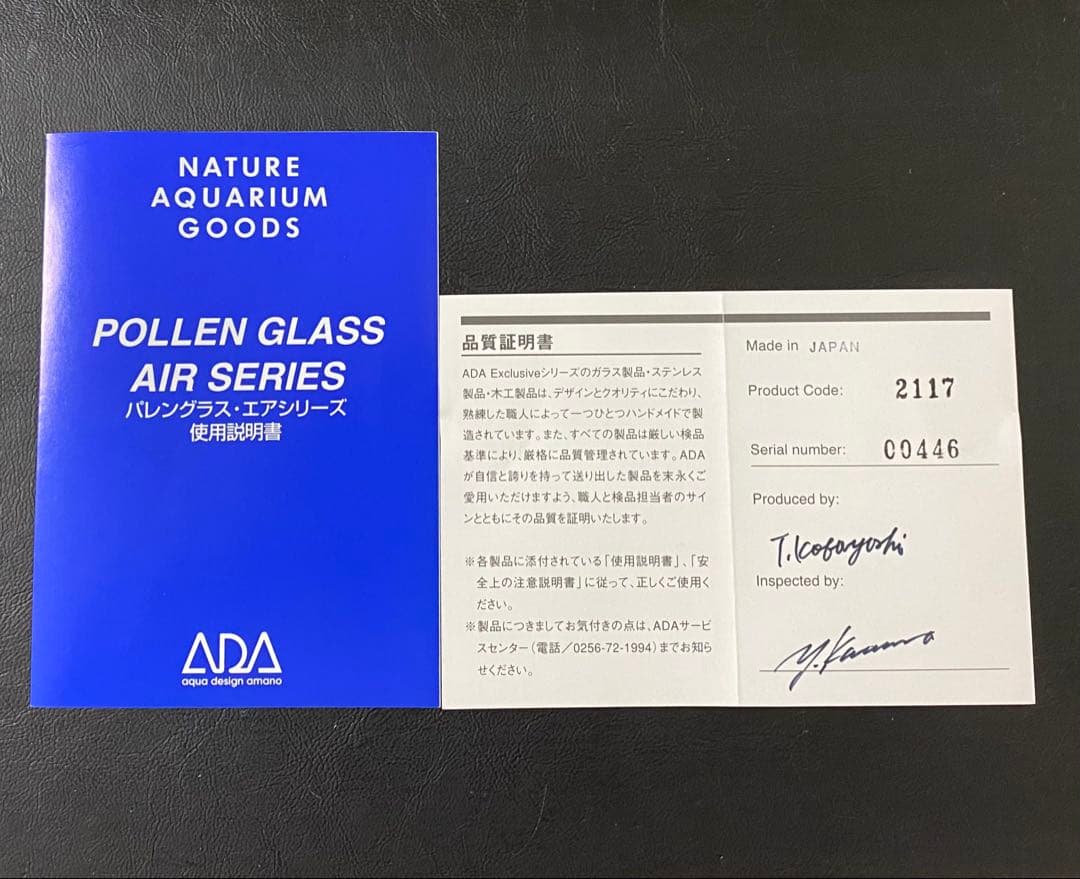 NATURE
AQUARIUM
GOODS
POLLEN GLASS
AIR SERIES
パレングラス・エアシリーズ
使用説明書
ADA
aqua design amano
品質証明書
ADA Exclusiveシリーズのガラス製品・ステンレス
製品・木工製品は、デザインとクオリティにこだわり、
熟練した職人によって一つひとつハンドメイドで製
造されています。また、すべての製品は厳しい検品
基準により、厳格に品質管理されています。ADA
が自信と誇りを持って送り出した製品を末永くご
愛用いただけますよう、職人と検品担当者のサイ
ンとともにその品質を証明いたします。
※各製品に添付されている「使用説明書」、「安
全上の注意説明書」に従って、正しくご使用く
ださい。
※製品につきましてお気付きの点は、ADAサービ
スセンター（電話／0256-72-1994）までお知ら
せください。
Made in JAPAN
Product Code: 2117
Serial number: 00446
Produced by:
T.Kobayashi
Inspected by: